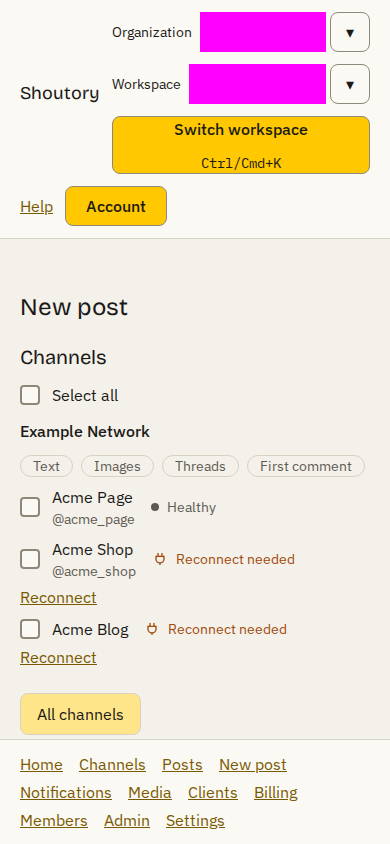 Shoutory
Organization
▾
Workspace
▾
Switch workspace
Ctrl/Cmd+K
Help
Account
New post
Channels
Select all
Example Network
Text
Images
Threads
First comment
Acme Page
@acme_page
Healthy
Acme Shop
@acme_shop
Reconnect needed
Reconnect
Acme Blog
Reconnect needed
Reconnect
All channels
Home Channels Posts New post
Notifications Media Clients Billing
Members Admin Settings